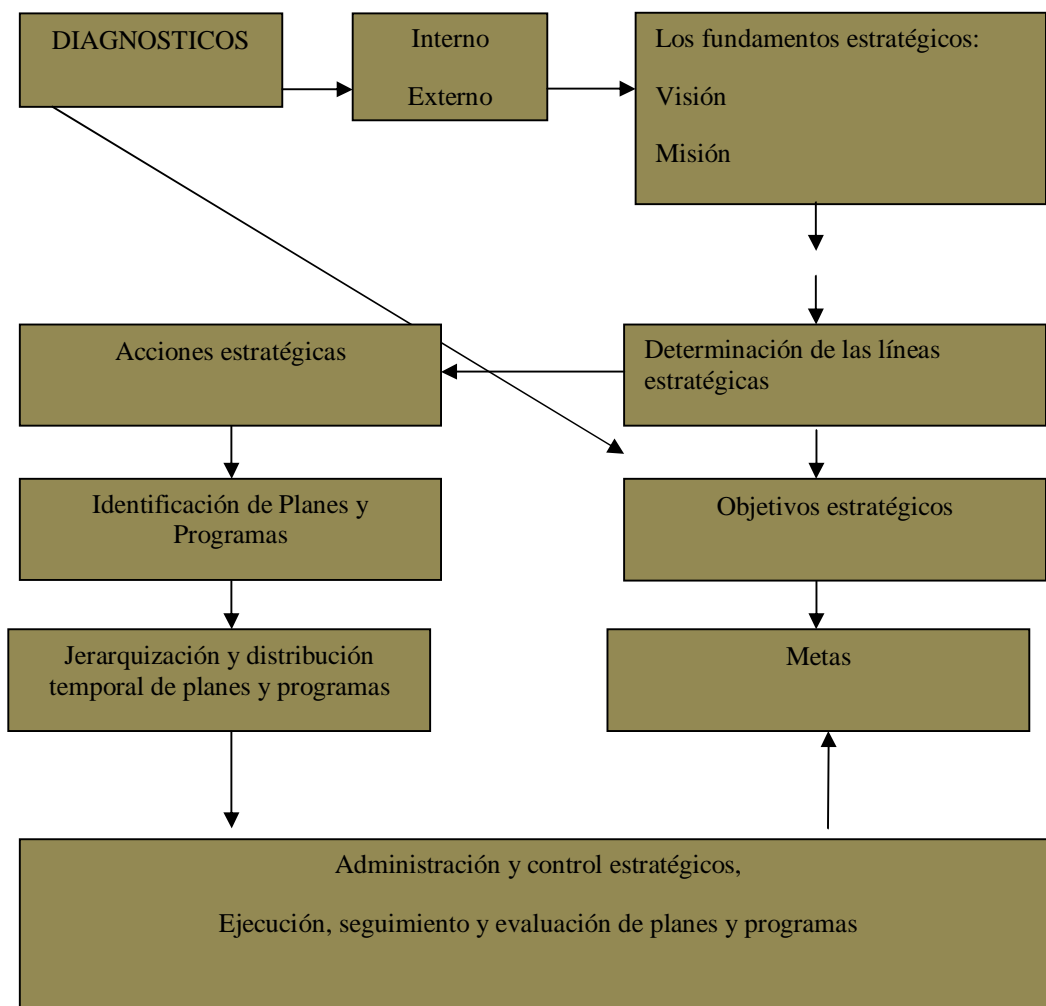 DIAGNOSTICOS
Interno
Externo
Los fundamentos estratégicos:
Visión
Misión
Acciones estratégicas
Determinación de las líneas
estratégicas
Identificación de Planes y
Programas
Objetivos estratégicos
Jerarquización y distribución
temporal de planes y programas
Metas
Administración y control estratégicos,
Ejecución, seguimiento y evaluación de planes y programas